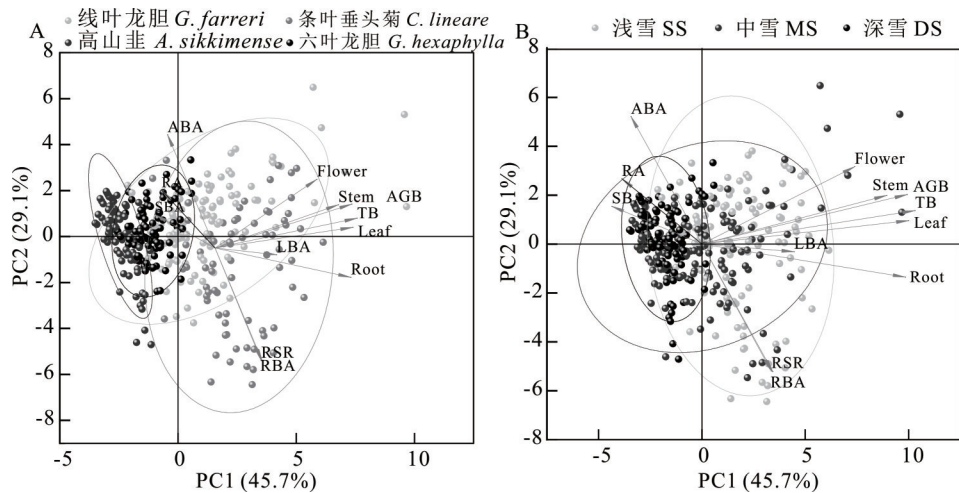 A
线叶龙胆 G. farreri 条叶垂头菊 C. lineare
高山韭 A. sikkimense 六叶龙胆 G. hexaphylla
8
6
4
2
0
-2
-4
-6
-8
-5
0
5
10
15
PC2 (29.1%)
PC1 (45.7%)
ABA
RA
SBA
Flower
Stem
AGB
TB
Leaf
LBA
Root
RSR
RBA
B
浅雪 SS 中雪 MS 深雪 DS
8
6
4
2
0
-2
-4
-6
-8
-5
0
5
10
15
PC2 (29.1%)
PC1 (45.7%)
ABA
RA
Flower
Stem
AGB
TB
Leaf
LBA
Root
RSR
RBA